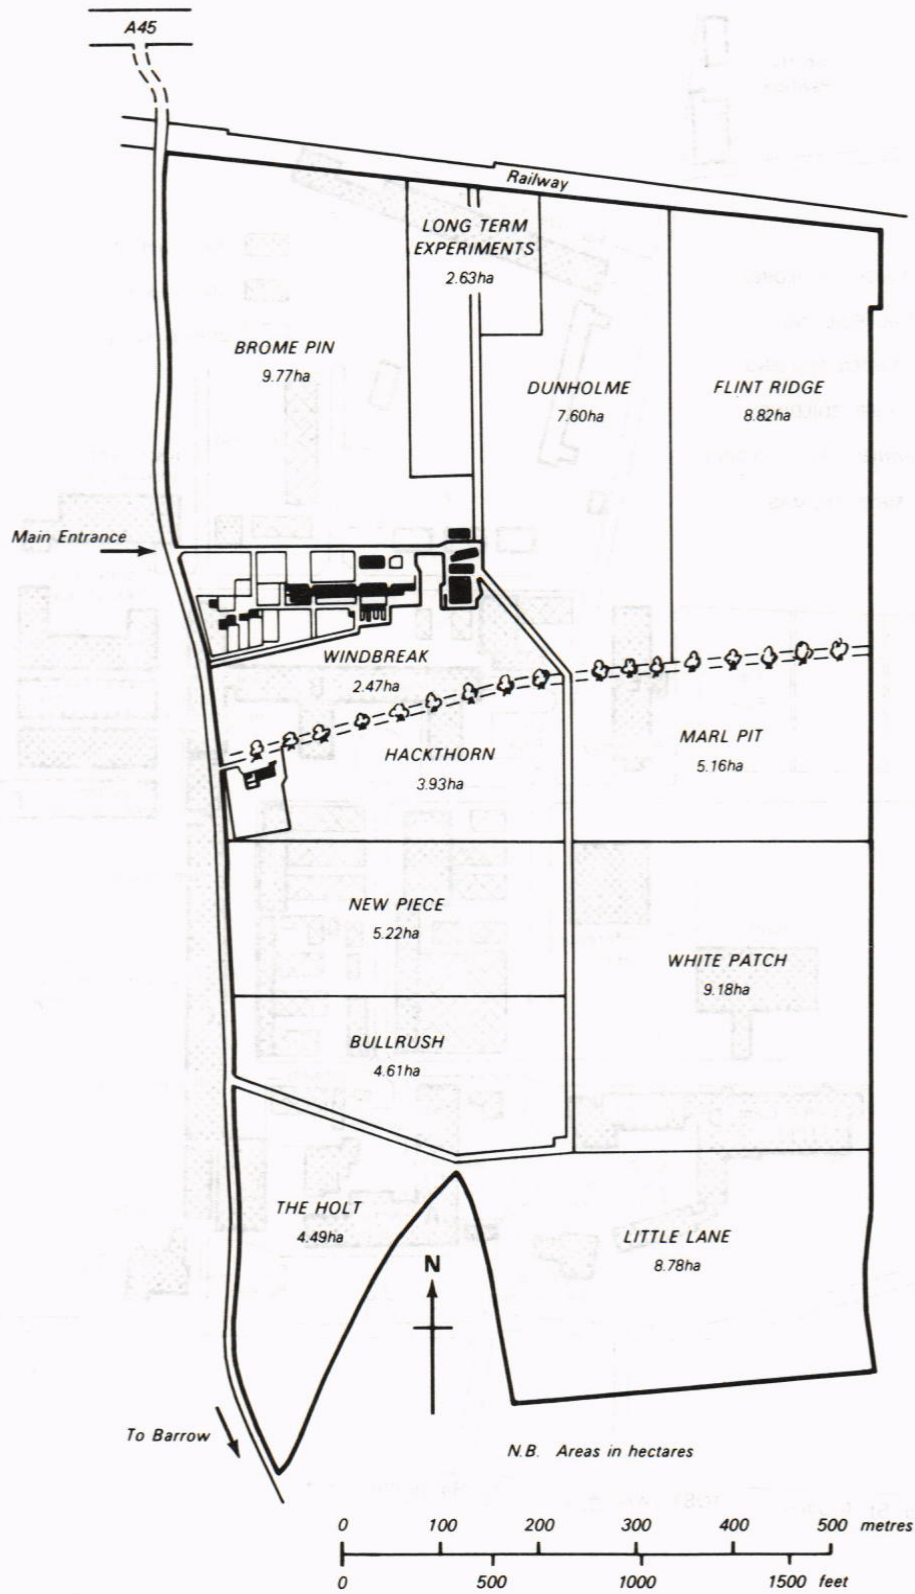 A45
Railway
LONG TERM
EXPERIMENTS
2.63ha
BROME PIN
9.77ha
DUNHOLME
7.60ha
FLINT RIDGE
8.82ha
Main Entrance
WINDBREAK
2.47ha
HACKTHORN
3.93ha
MARL PIT
5.16ha
NEW PIECE
5.22ha
WHITE PATCH
9.18ha
BULLRUSH
4.61ha
THE HOLT
4.49ha
LITTLE LANE
8.78ha
N
To Barrow
N.B. Areas in hectares
0 100 200 300 400 500 metres
0 500 1000 1500 feet